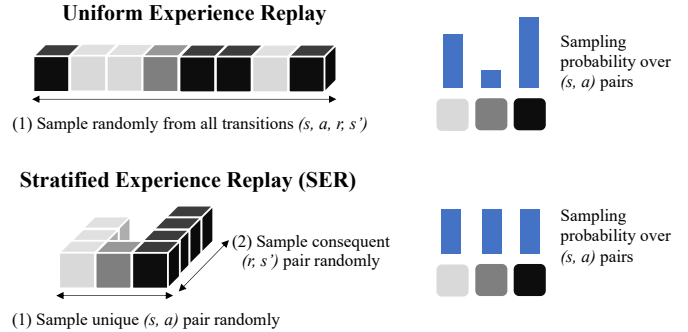 Uniform Experience Replay
(1) Sample randomly from all transitions (s, a, r, s’)
Sampling
probability over
(s, a) pairs
Stratified Experience Replay (SER)
(2) Sample consequent
(r, s’) pair randomly
(1) Sample unique (s, a) pair randomly
Sampling
probability over
(s, a) pairs